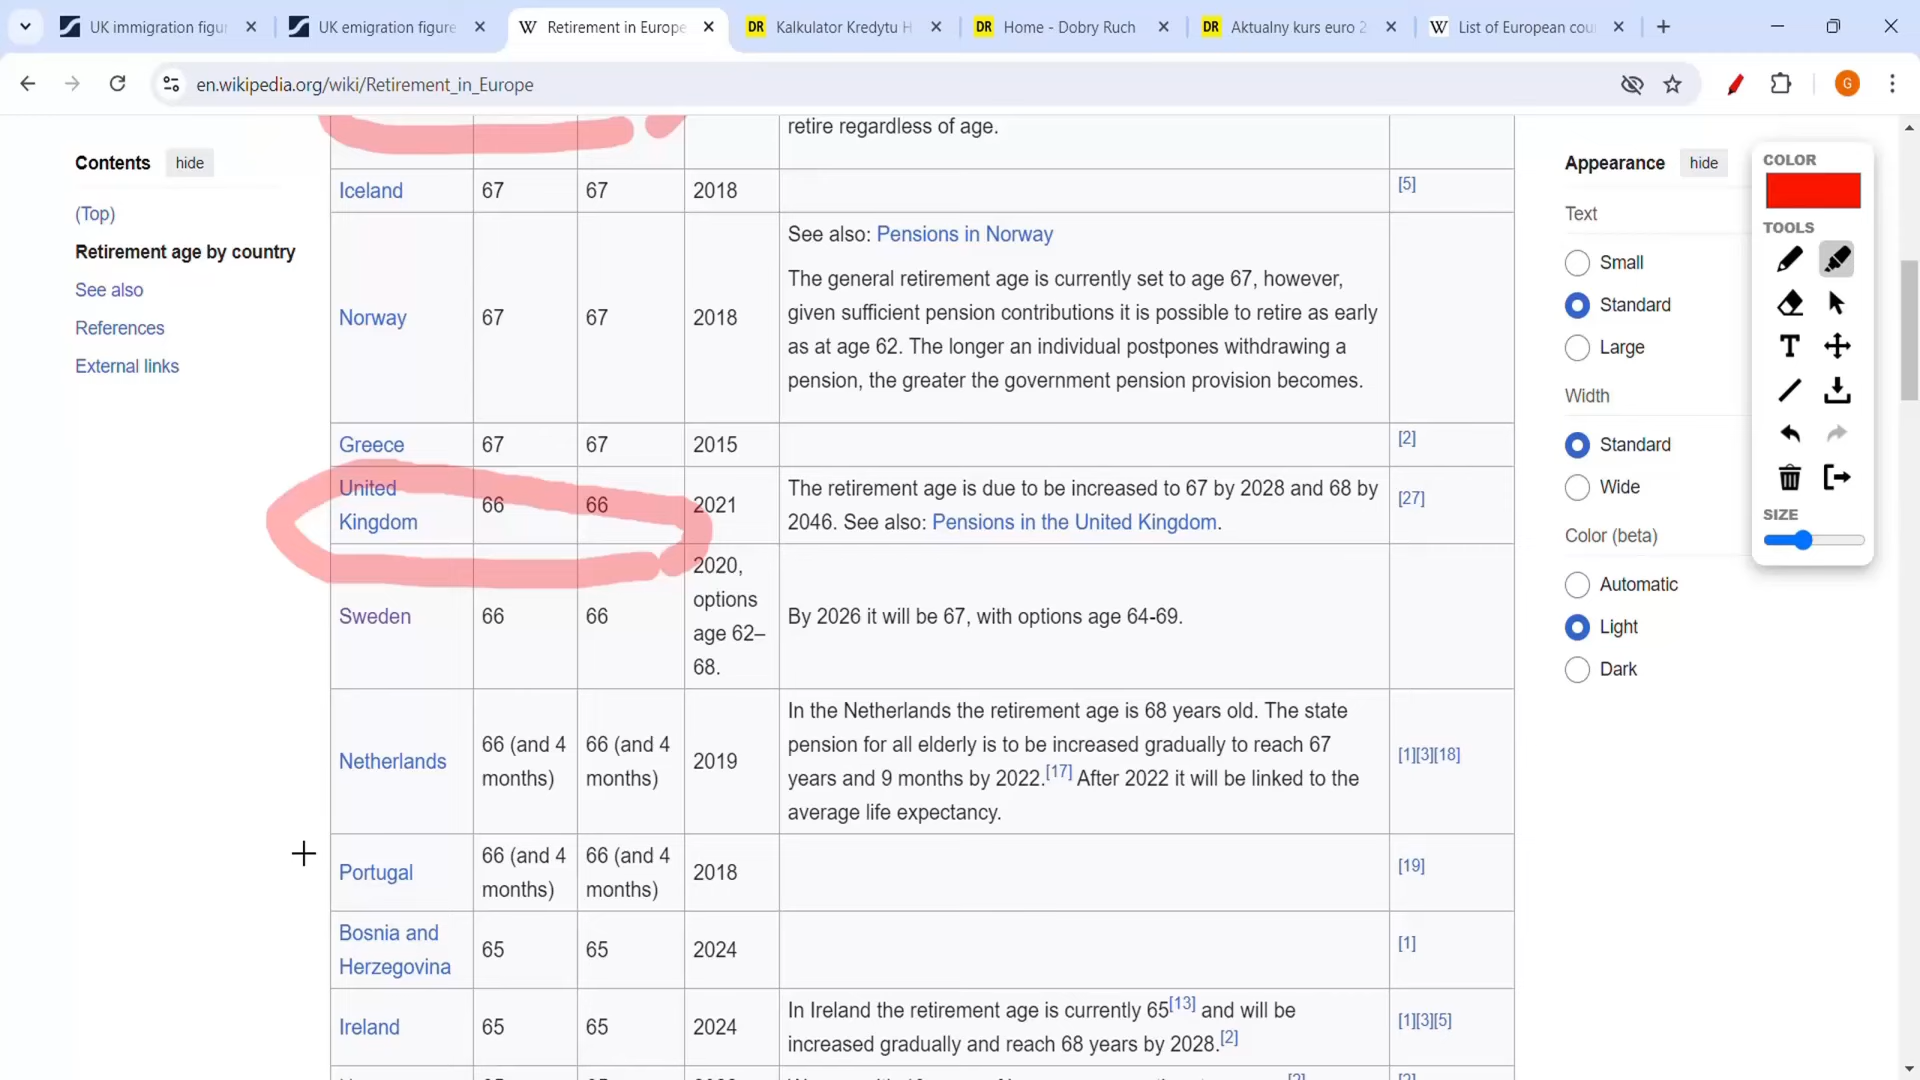 UK immigration figu
UK emigration figure
Retirement in Europe
Kalkulator Kredytu H
Home - Dobry Ruch
Aktualny kurs euro 2
List of European cou
en.wikipedia.org/wiki/Retirement_in_Europe
G
Contents hide
(Top)
Retirement age by country
See also
References
External links
retire regardless of age.
Iceland 67 67 2018 [5]
Norway 67 67 2018
See also: Pensions in Norway
The general retirement age is currently set to age 67, however,
given sufficient pension contributions it is possible to retire as early
as at age 62. The longer an individual postpones withdrawing a
pension, the greater the government pension provision becomes.
Greece 67 67 2015 [2]
United
Kingdom
66 66 2021
The retirement age is due to be increased to 67 by 2028 and 68 by
2046. See also: Pensions in the United Kingdom.
[27]
Sweden 66 66
2020,
options
age 62–
68.
By 2026 it will be 67, with options age 64-69.
Netherlands
66 (and 4
months)
66 (and 4
months)
2019
In the Netherlands the retirement age is 68 years old. The state
pension for all elderly is to be increased gradually to reach 67
years and 9 months by 2022.[17] After 2022 it will be linked to the
average life expectancy.
[1][3][18]
Portugal
66 (and 4
months)
66 (and 4
months)
2018
[19]
Bosnia and
Herzegovina
65 65 2024 [1]
Ireland 65 65 2024
In Ireland the retirement age is currently 65[13] and will be
increased gradually and reach 68 years by 2028.[2]
[1][3][5]
Appearance hide
Text
Small
Standard
Large
Width
Standard
Wide
Color (beta)
Automatic
Light
Dark
COLOR
TOOLS
T
SIZE